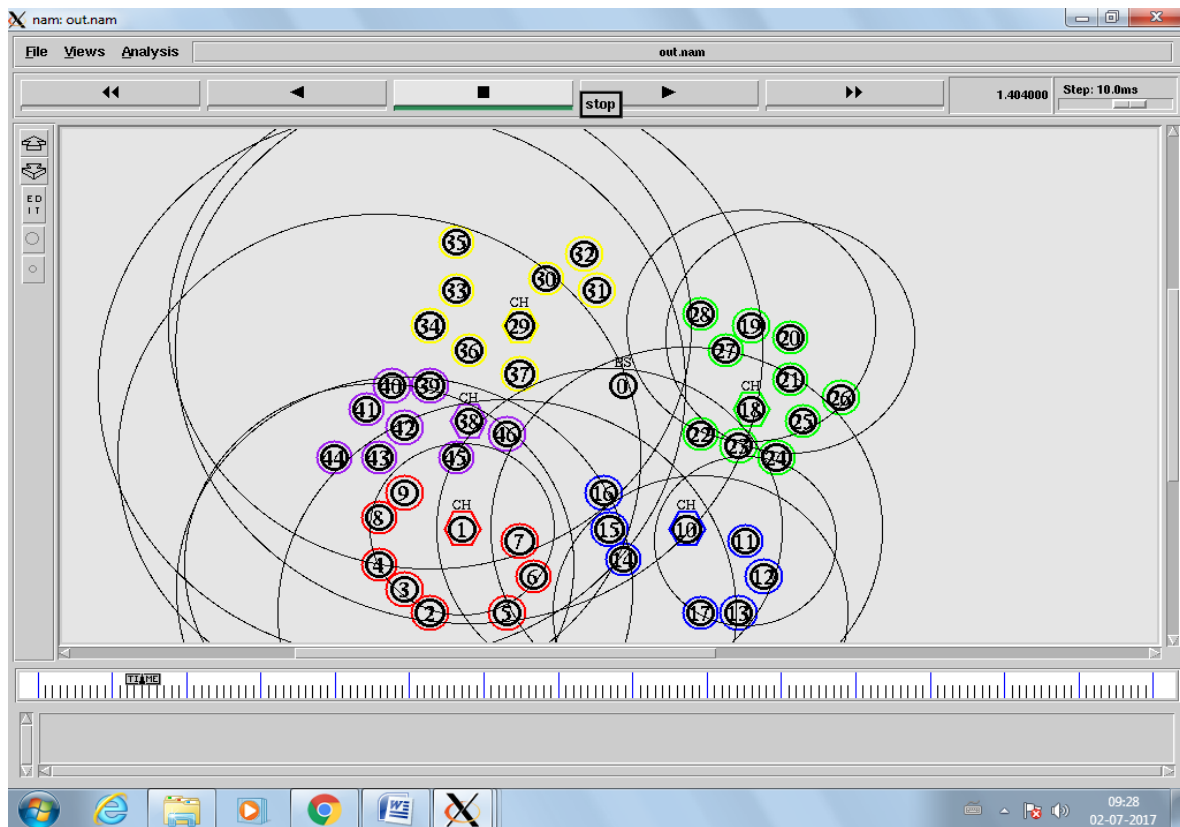 nam: out.nam
File Views Analysis out.nam
stop 1.404000 Step: 10.0ms
E D
I T
35
32
30
33 31
CH
28
34 29 19
20
36 27
37
BS
40 39 0 21
CH
26
41 CH 18
38 25
42 46 22
23
44 43 45 24
9 16
CH CH
8 1 15 10
7 11
4 14
6 12
3
2 5 17 13
TIME
09:28
02-07-2017